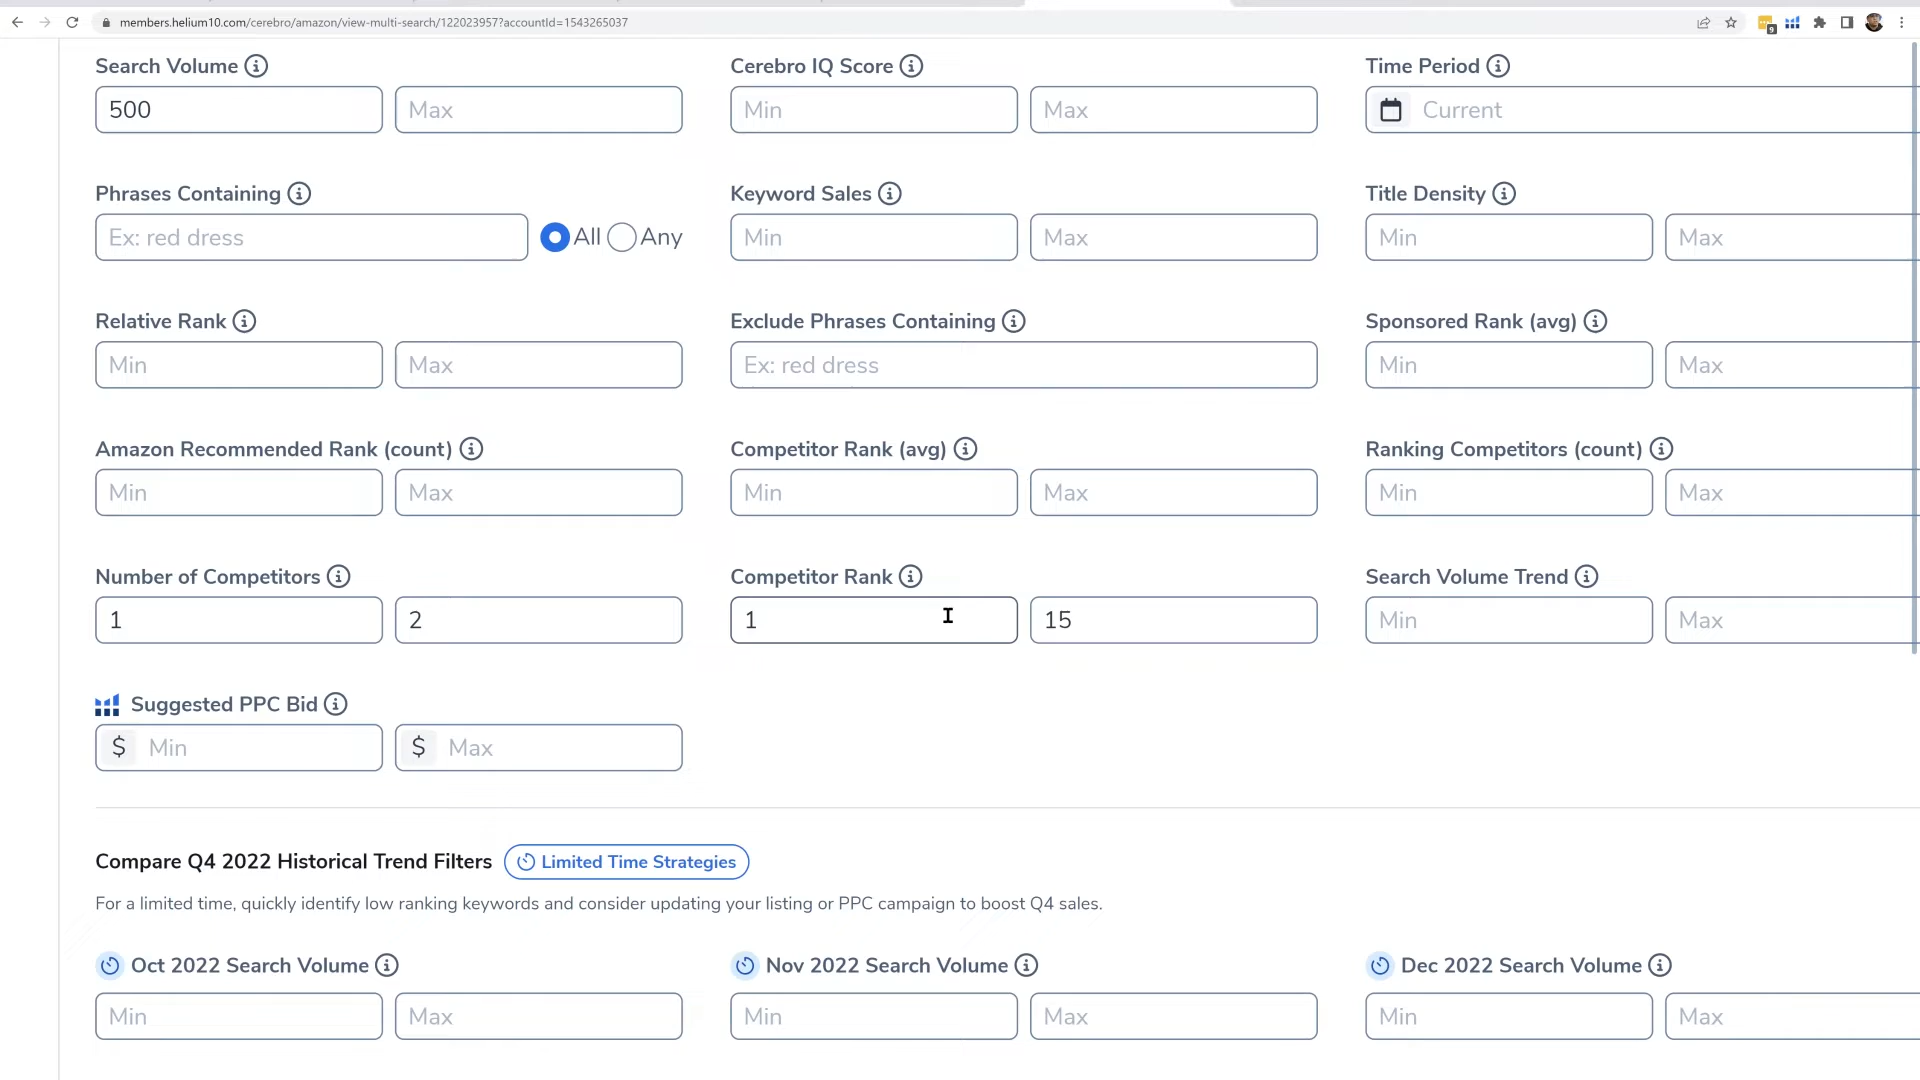 members.helium10.com/cerebro/amazon/view-multi-search/122023957?accountId=1543265037
9
Search Volume
Cerebro IQ Score
Time Period
500
Max
Min
Max
Current
Phrases Containing
Keyword Sales
Title Density
Ex: red dress
All
Any
Min
Max
Min
Max
Relative Rank
Exclude Phrases Containing
Sponsored Rank (avg)
Min
Max
Ex: red dress
Min
Max
Amazon Recommended Rank (count)
Competitor Rank (avg)
Ranking Competitors (count)
Min
Max
Min
Max
Min
Max
Number of Competitors
Competitor Rank
Search Volume Trend
1
2
1
15
Min
Max
Suggested PPC Bid
$ Min
$ Max
Compare Q4 2022 Historical Trend Filters
Limited Time Strategies
For a limited time, quickly identify low ranking keywords and consider updating your listing or PPC campaign to boost Q4 sales.
Oct 2022 Search Volume
Nov 2022 Search Volume
Dec 2022 Search Volume
Min
Max
Min
Max
Min
Max